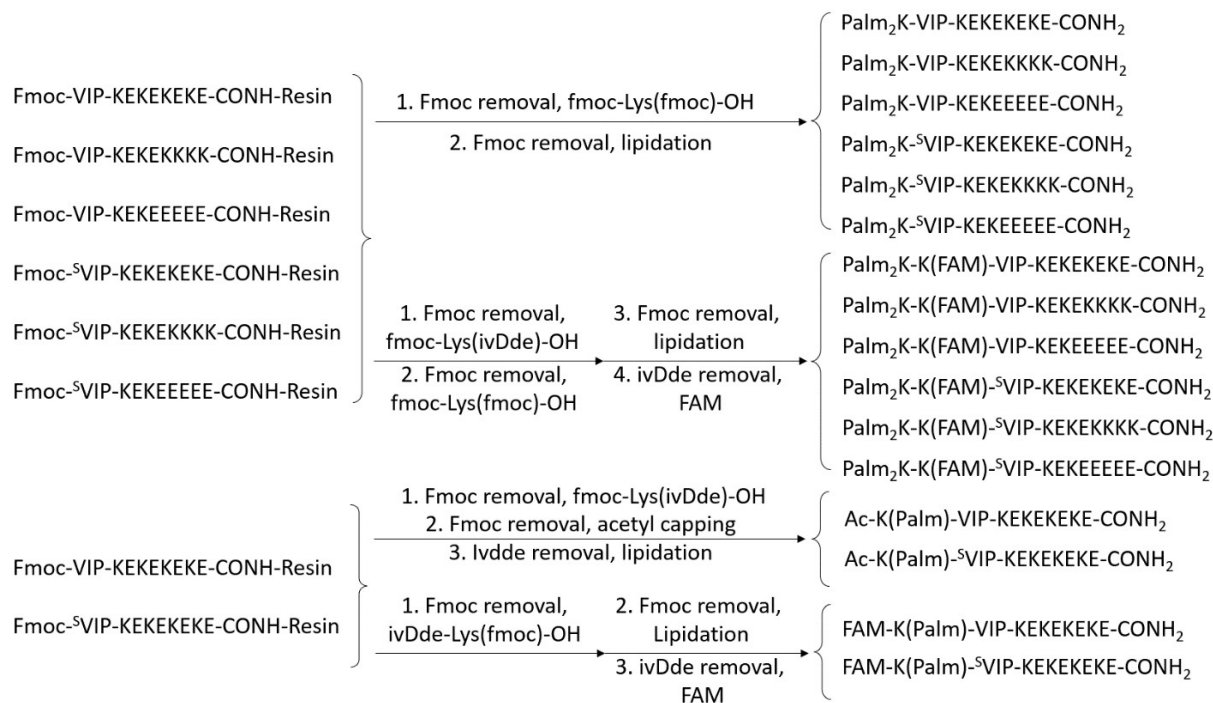 Fmoc-VIP-KEKEKEKE-CONH-Resin
Fmoc-VIP-KEKEKKKK-CONH-Resin
Fmoc-VIP-KEKEEEEE-CONH-Resin
Fmoc-ˢVIP-KEKEKEKE-CONH-Resin
Fmoc-ˢVIP-KEKEKKKK-CONH-Resin
Fmoc-ˢVIP-KEKEEEEE-CONH-Resin
1. Fmoc removal, fmoc-Lys(fmoc)-OH
2. Fmoc removal, lipidation
Palm₂K-VIP-KEKEKEKE-CONH₂
Palm₂K-VIP-KEKEKKKK-CONH₂
Palm₂K-VIP-KEKEEEEE-CONH₂
Palm₂K-ˢVIP-KEKEKEKE-CONH₂
Palm₂K-ˢVIP-KEKEKKKK-CONH₂
Palm₂K-ˢVIP-KEKEEEEE-CONH₂
1. Fmoc removal,
fmoc-Lys(ivDde)-OH
2. Fmoc removal,
fmoc-Lys(fmoc)-OH
3. Fmoc removal,
lipidation
4. ivDde removal,
FAM
Palm₂K-K(FAM)-VIP-KEKEKEKE-CONH₂
Palm₂K-K(FAM)-VIP-KEKEKKKK-CONH₂
Palm₂K-K(FAM)-VIP-KEKEEEEE-CONH₂
Palm₂K-K(FAM)-ˢVIP-KEKEKEKE-CONH₂
Palm₂K-K(FAM)-ˢVIP-KEKEKKKK-CONH₂
Palm₂K-K(FAM)-ˢVIP-KEKEEEEE-CONH₂
Fmoc-VIP-KEKEKEKE-CONH-Resin
Fmoc-ˢVIP-KEKEKEKE-CONH-Resin
1. Fmoc removal, fmoc-Lys(ivDde)-OH
2. Fmoc removal, acetyl capping
3. Ivdde removal, lipidation
Ac-K(Palm)-VIP-KEKEKEKE-CONH₂
Ac-K(Palm)-ˢVIP-KEKEKEKE-CONH₂
1. Fmoc removal,
ivDde-Lys(fmoc)-OH
2. Fmoc removal,
Lipidation
3. ivDde removal,
FAM
FAM-K(Palm)-VIP-KEKEKEKE-CONH₂
FAM-K(Palm)-ˢVIP-KEKEKEKE-CONH₂